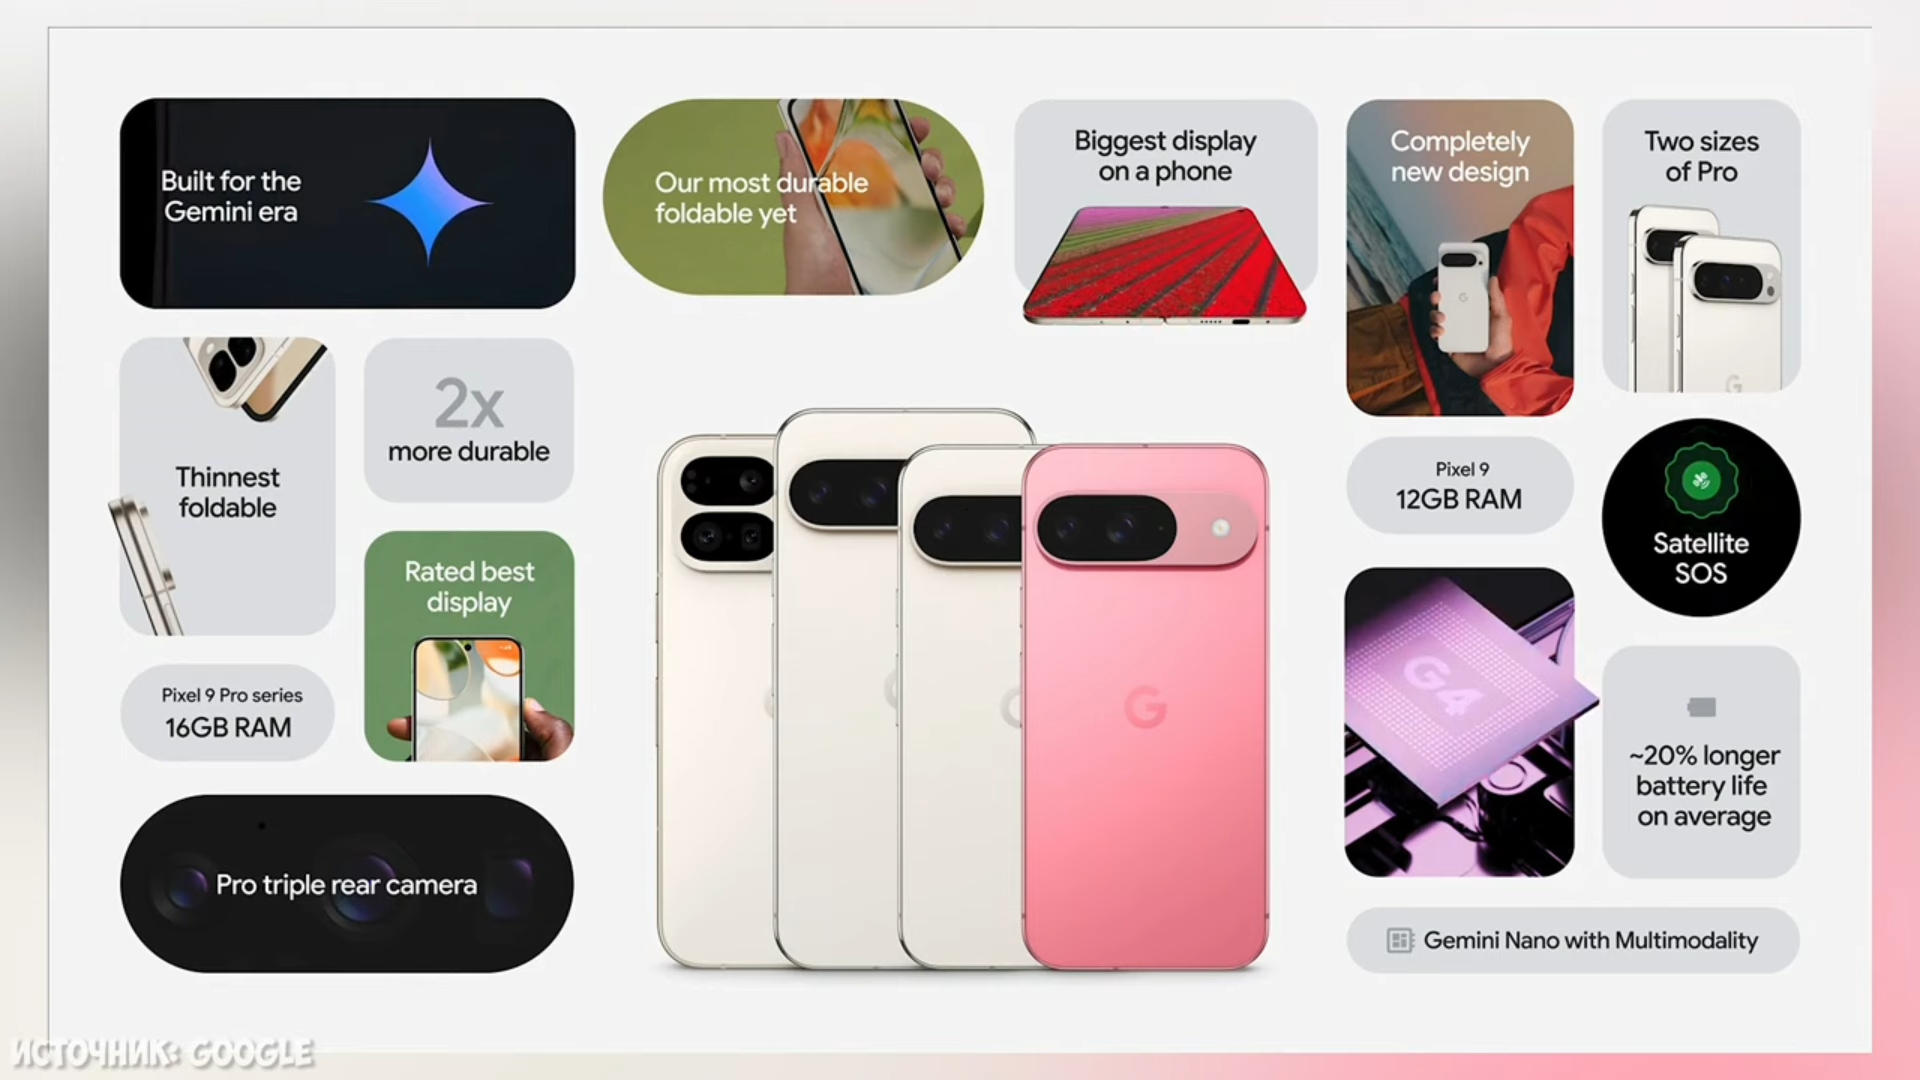 Built for the
Gemini era
Our most durable
foldable yet
Biggest display
on a phone
Completely
new design
Two sizes
of Pro
Thinnest
foldable
2x
more durable
Rated best
display
Pixel 9 Pro series
16GB RAM
Pro triple rear camera
G
Pixel 9
12GB RAM
Satellite
SOS
G4
~20% longer
battery life
on average
Gemini Nano with Multimodality
ИСТОЧНИК: GOOGLE